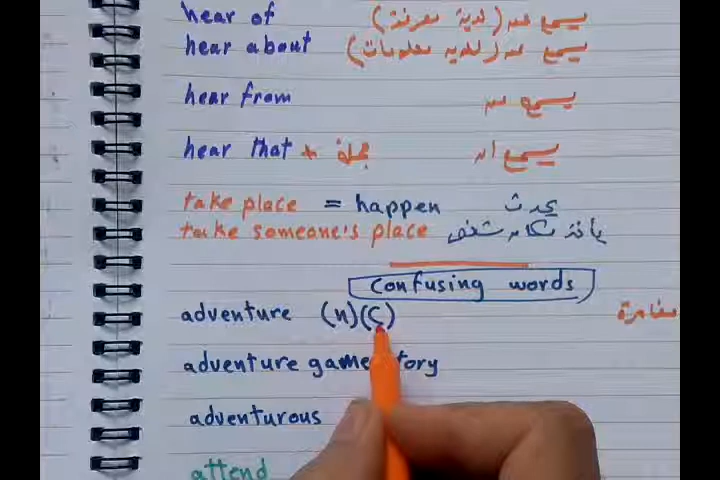 hear of يسمع عن (لديه معرفة)
hear about يسمع عن (لديه معلومات)
hear from يسمع من
hear that + جملة يسمع ان
take place = happen يحدث
take someone's place يأخذ مكان شخص
confusing words
adventure (n)(C) مغامرة
adventure game tory
adventurous
attend